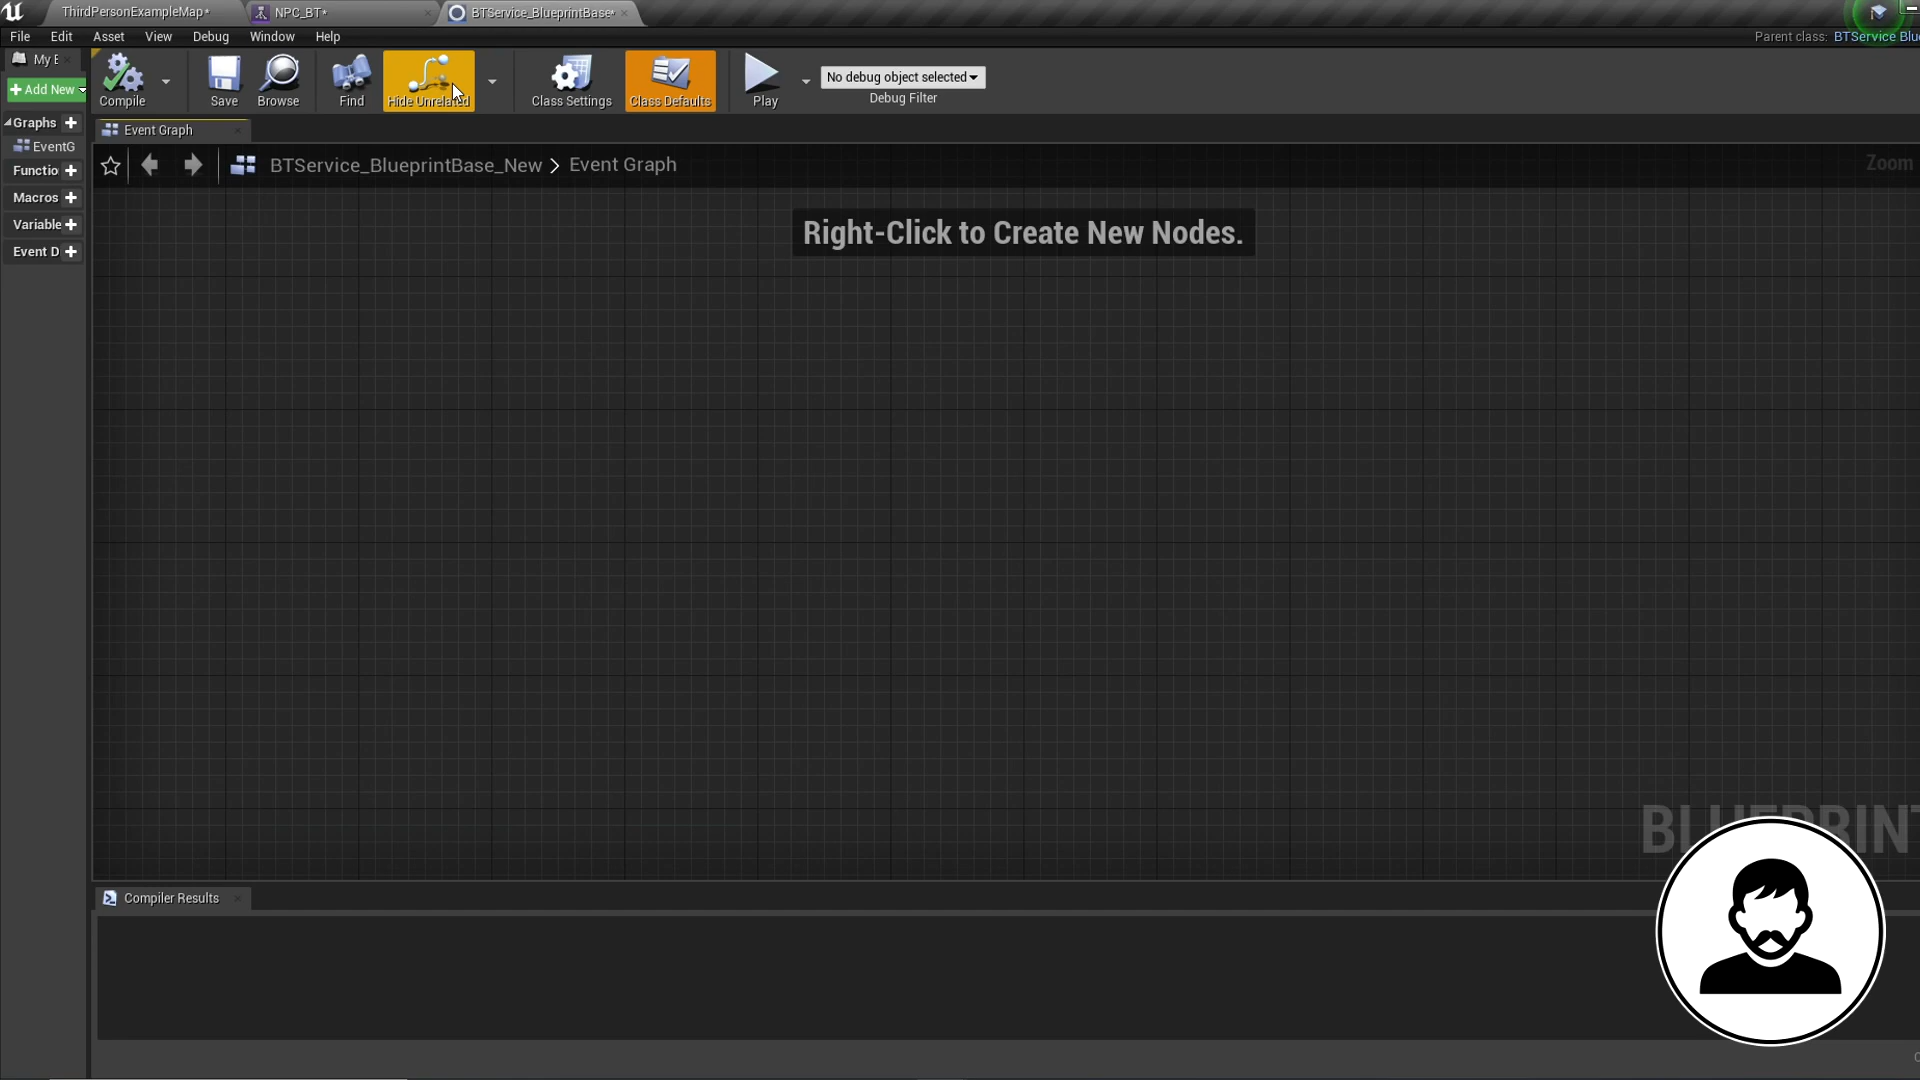 ThirdPersonExampleMap*
NPC_BT*
BTService_BlueprintBase*
File Edit Asset View Debug Window Help
Parent class: BTService Blu
My E
Add New
Compile
Save
Browse
Find
Hide Unrelated
Class Settings
Class Defaults
Play
No debug object selected
Debug Filter
Graphs
EventG
Functio
Macros
Variable
Event D
Event Graph
BTService_BlueprintBase_New > Event Graph
Zoom
Right-Click to Create New Nodes.
Compiler Results